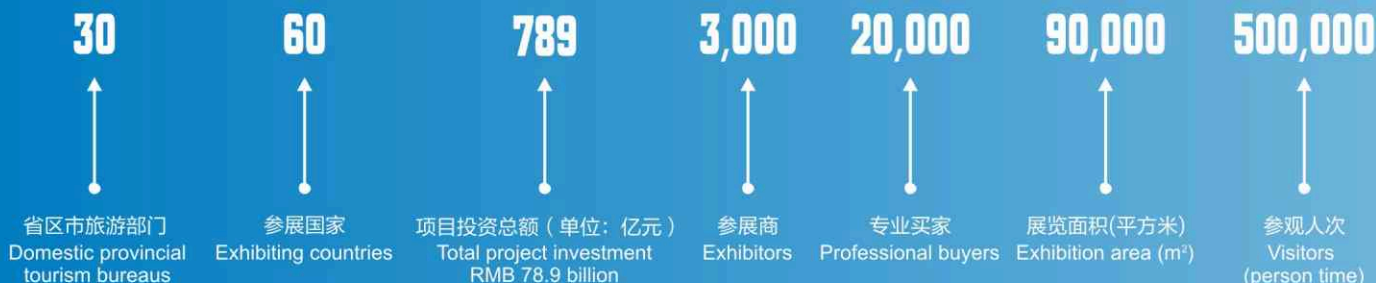 30
60
789
3,000
20,000
90,000
500,000
省区市旅游部门
Domestic provincial
tourism bureaus
参展国家
Exhibiting countries
项目投资总额（单位：亿元）
Total project investment
RMB 78.9 billion
参展商
Exhibitors
专业买家
Professional buyers
展览面积(平方米)
Exhibition area (m²)
参观人次
Visitors
(person time)